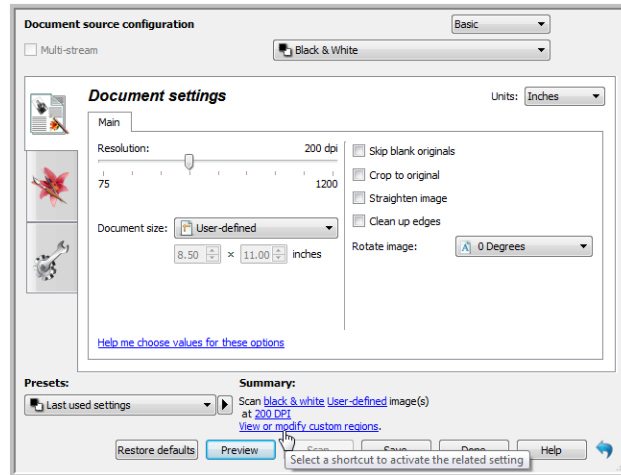 Document source configuration
Basic
Multi-stream
Black & White
Document settings
Units: Inches
Main
Resolution: 200 dpi
75 1200
Skip blank originals
Crop to original
Straighten image
Clean up edges
Document size: User-defined
Rotate image: 0 Degrees
8.50 x 11.00 inches
Help me choose values for these options
Presets:
Last used settings
Summary:
Scan black & white User-defined image(s)
at 200 DPI
View or modify custom regions.
Restore defaults Preview Scan Save Done Help
Select a shortcut to activate the related setting